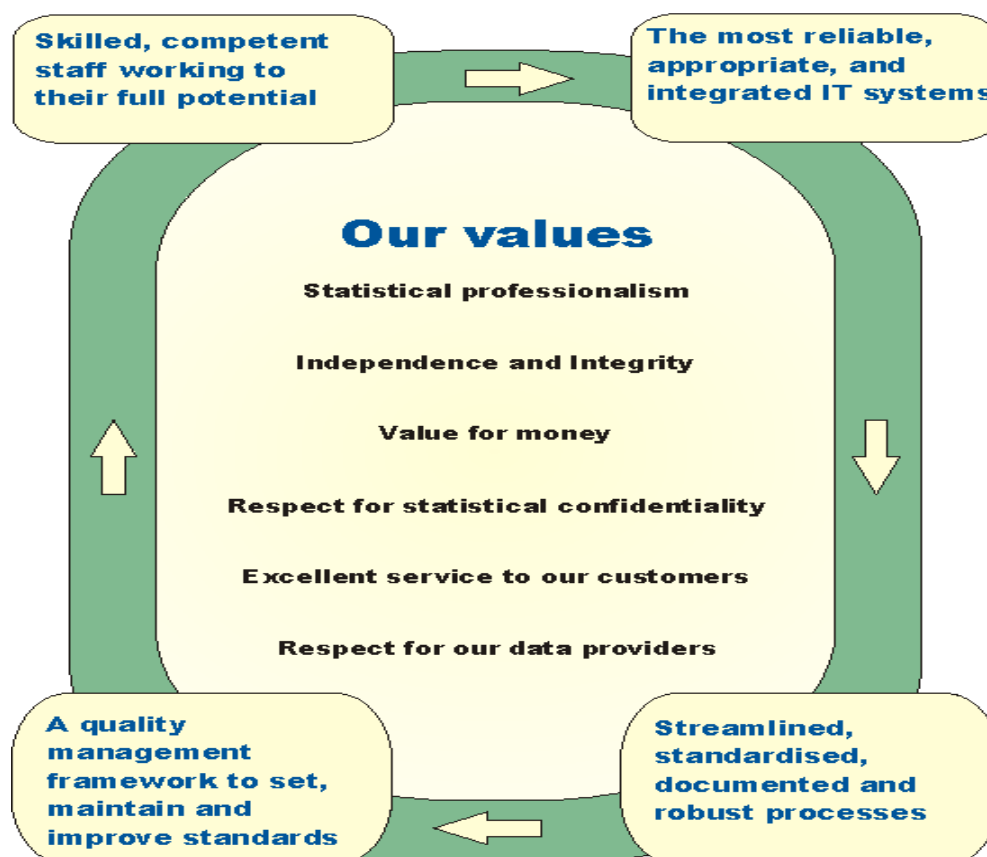 Skilled, competent
staff working to
their full potential
The most reliable,
appropriate, and
integrated IT systems
Our values
Statistical professionalism
Independence and Integrity
Value for money
Respect for statistical confidentiality
Excellent service to our customers
Respect for our data providers
A quality
management
framework to set,
maintain and
improve standards
Streamlined,
standardised,
documented and
robust processes